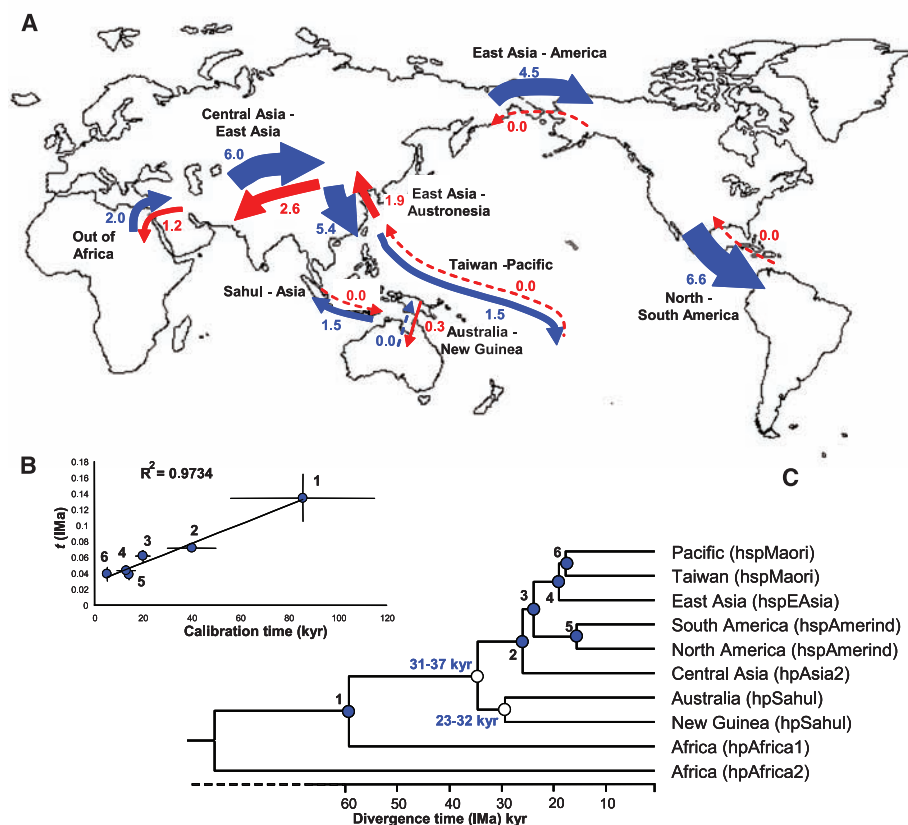 A
East Asia - America
4.5
0.0
Central Asia -
East Asia
6.0
2.6
5.4
1.9
East Asia -
Austronesia
2.0
1.2
Out of
Africa
Taiwan -Pacific
0.0
1.5
Sahul - Asia
0.0
1.5
0.0
0.3
Australia -
New Guinea
0.0
6.6
North -
South America
B
R2 = 0.9734
t (IMa)
0.18
0.16
0.14
0.12
0.1
0.08
0.06
0.04
0.02
0
0 20 40 60 80 100 120
Calibration time (kyr)
1
2
3
4
5
6
C
Pacific (hspMaori)
Taiwan (hspMaori)
East Asia (hspEAsia)
South America (hspAmerind)
North America (hspAmerind)
Central Asia (hpAsia2)
Australia (hpSahul)
New Guinea (hpSahul)
Africa (hpAfrica1)
Africa (hpAfrica2)
6
4
3
5
2
31-37 kyr
23-32 kyr
1
60 50 40 30 20 10
Divergence time (IMa) kyr